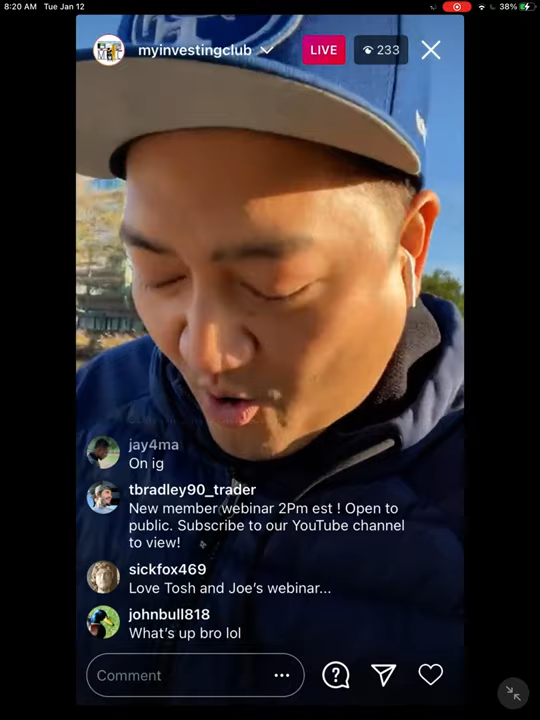 8:20 AM Tue Jan 12
38%
myinvestingclub
LIVE
233
jay4ma
On ig
tbradley90_trader
New member webinar 2Pm est ! Open to
public. Subscribe to our YouTube channel
to view!
sickfox469
Love Tosh and Joe's webinar...
johnbull818
What's up bro lol
Comment